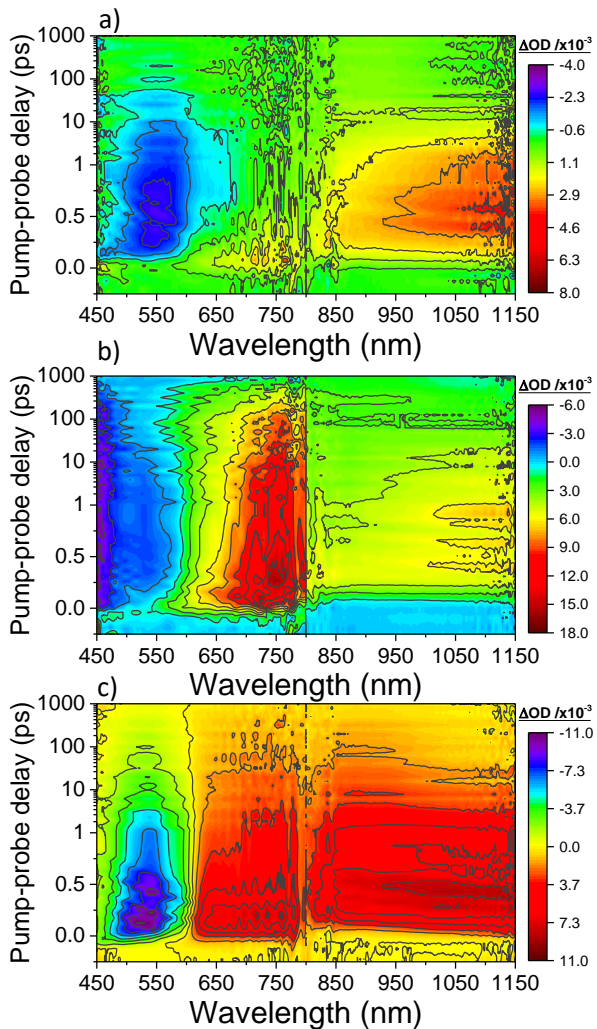 a)
ΔOD /x10⁻³
1000
100
10
1
0.5
0.0
Pump-probe delay (ps)
450 550 650 750 850 950 1050 1150
Wavelength (nm)
-4.0
-2.3
-0.6
1.1
2.9
4.6
6.3
8.0
b)
ΔOD /x10⁻³
1000
100
10
1
0.5
0.0
Pump-probe delay (ps)
450 550 650 750 850 950 1050 1150
Wavelength (nm)
-6.0
-3.0
0.0
3.0
6.0
9.0
12.0
15.0
18.0
c)
ΔOD /x10⁻³
1000
100
10
1
0.5
0.0
Pump-probe delay (ps)
450 550 650 750 850 950 1050 1150
Wavelength (nm)
-11.0
-7.3
-3.7
0.0
3.7
7.3
11.0